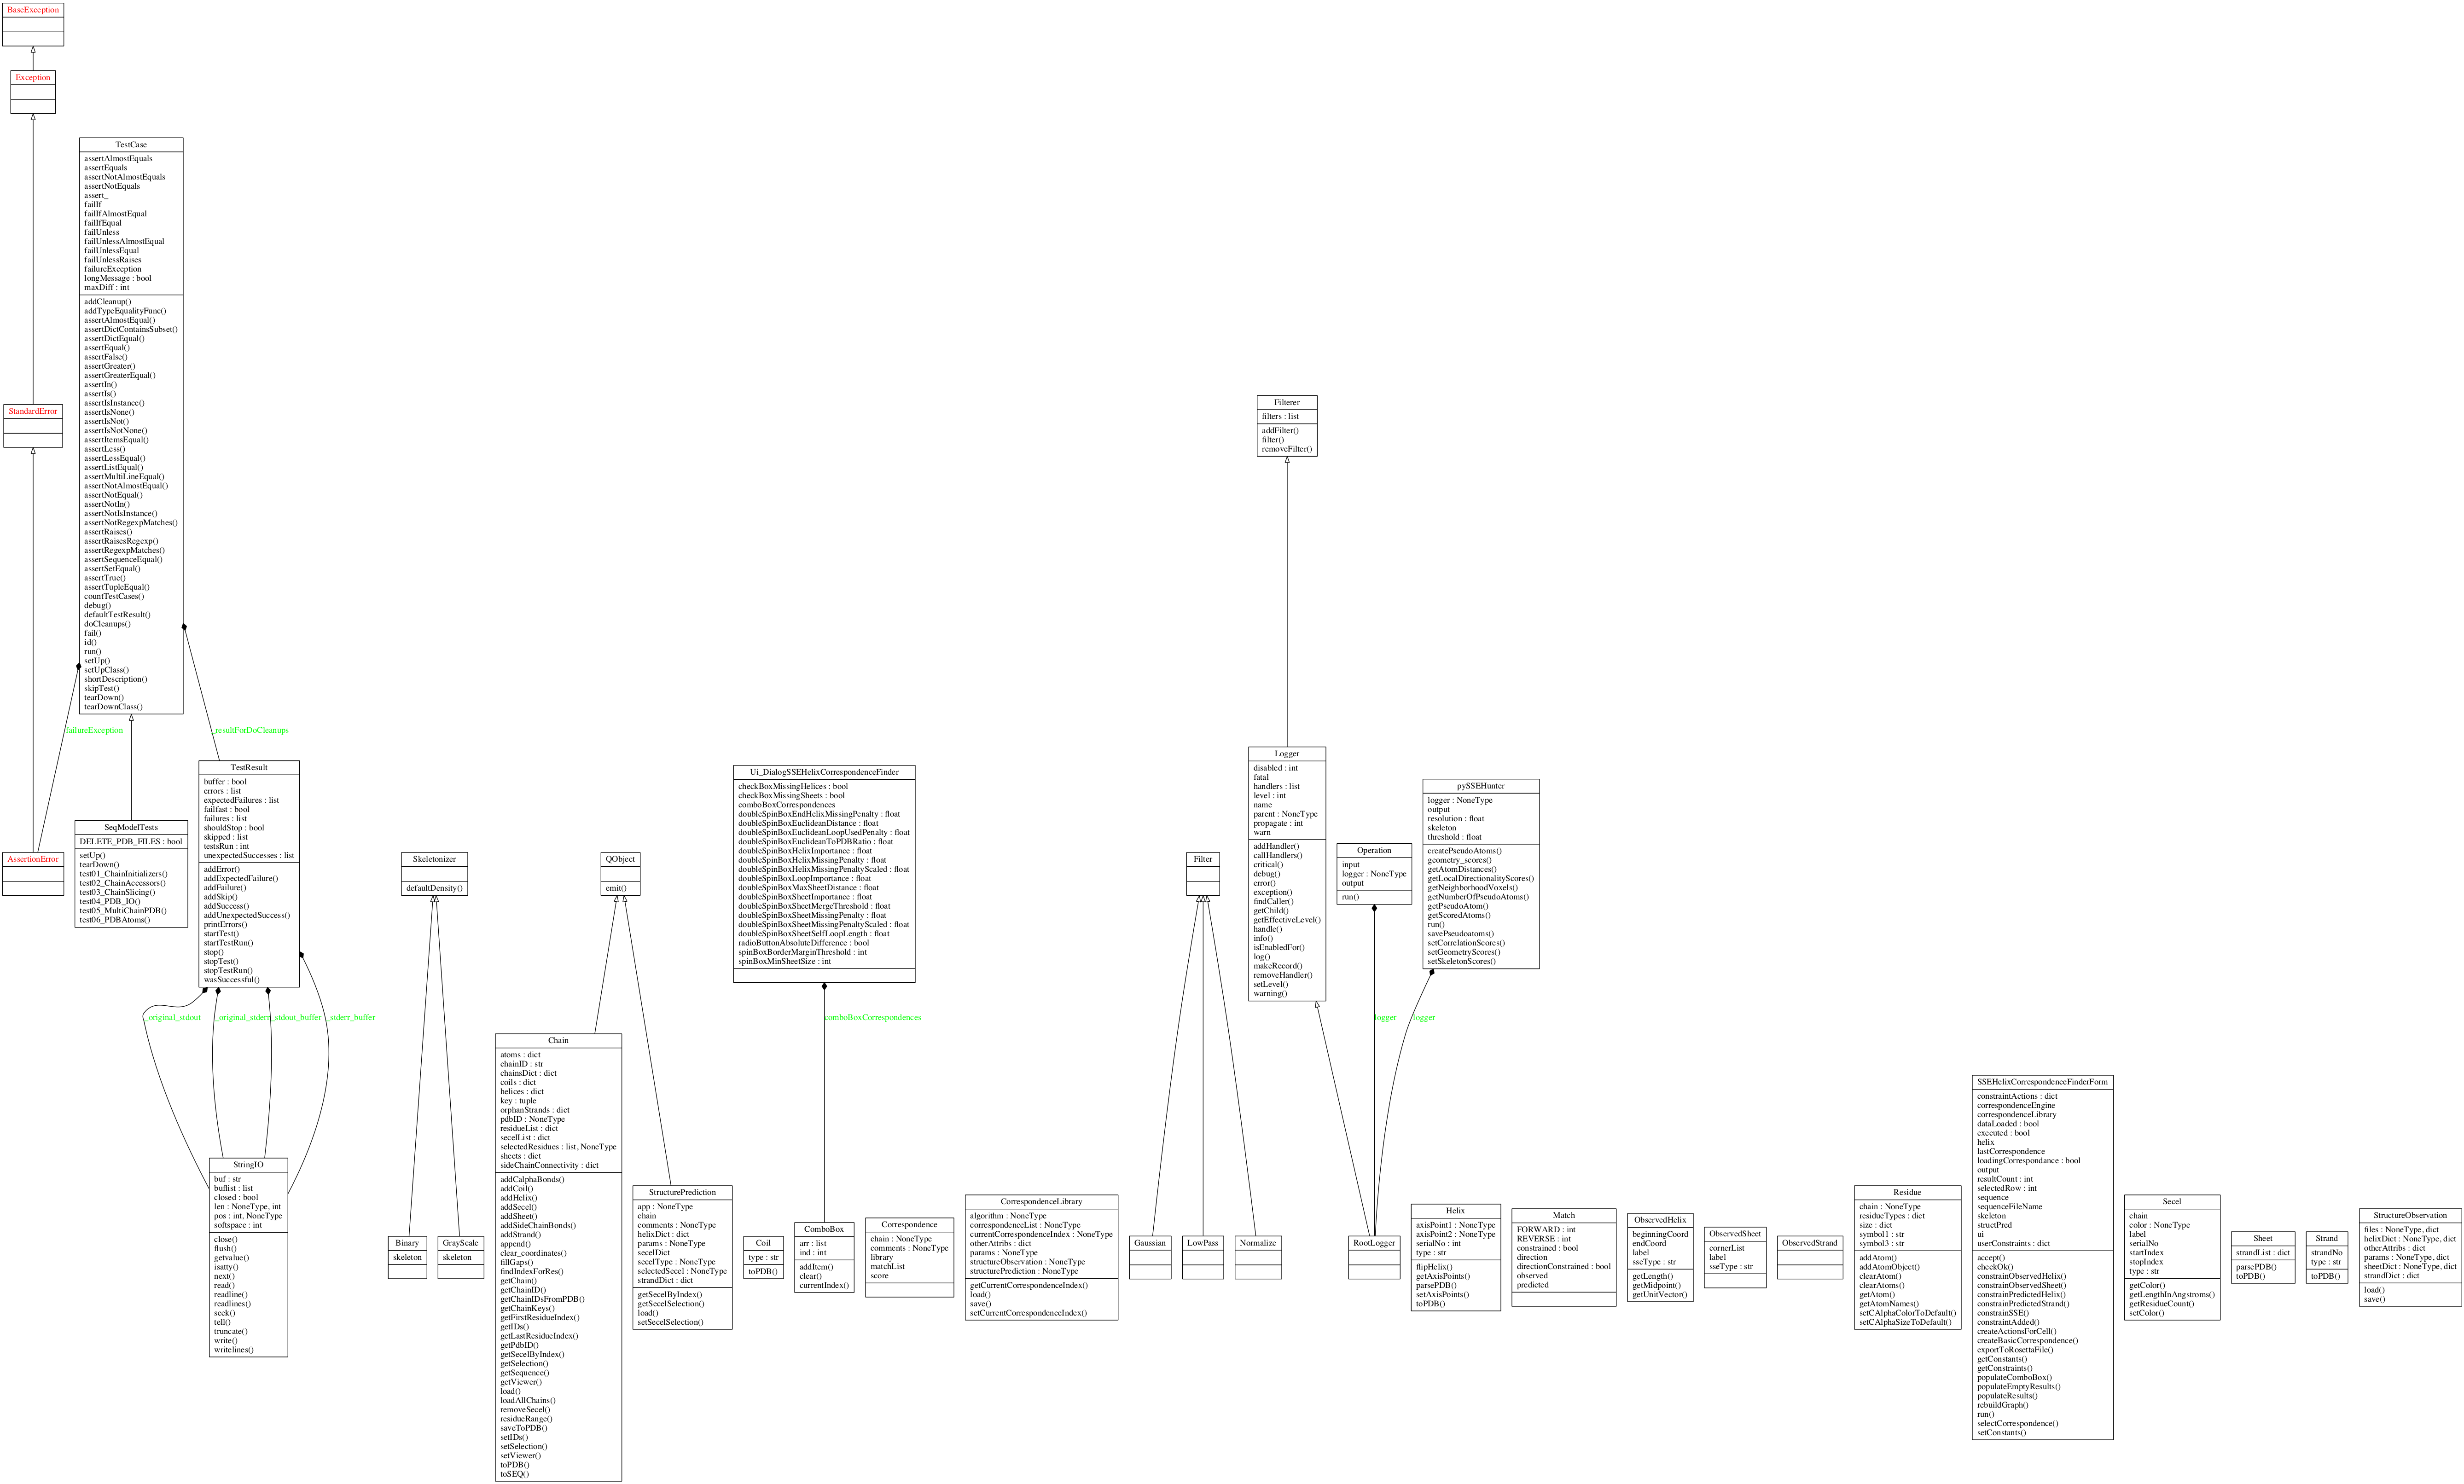 BaseException
Exception
StandardError
AssertionError
TestCase
assertAlmostEquals
assertEquals
assertNotAlmostEquals
assertNotEquals
assert_
failIf
failIfAlmostEqual
failIfEqual
failUnless
failUnlessAlmostEqual
failUnlessEqual
failUnlessRaises
failureException
longMessage : bool
maxDiff : int
addCleanup()
addTypeEqualityFunc()
assertAlmostEqual()
assertDictContainsSubset()
assertDictEqual()
assertEqual()
assertFalse()
assertGreater()
assertGreaterEqual()
assertIn()
assertIs()
assertIsInstance()
assertIsNone()
assertIsNot()
assertIsNotNone()
assertItemsEqual()
assertLess()
assertLessEqual()
assertListEqual()
assertMultiLineEqual()
assertNotAlmostEqual()
assertNotEqual()
assertNotIn()
assertNotIsInstance()
assertNotRegexpMatches()
assertRaises()
assertRaisesRegexp()
assertRegexpMatches()
assertSequenceEqual()
assertSetEqual()
assertTrue()
assertTupleEqual()
countTestCases()
debug()
defaultTestResult()
doCleanups()
fail()
id()
run()
setUp()
setUpClass()
shortDescription()
skipTest()
tearDown()
tearDownClass()
failureException
_resultForDoCleanups
SeqModelTests
DELETE_PDB_FILES : bool
setUp()
tearDown()
test01_ChainInitializers()
test02_ChainAccessors()
test03_ChainSlicing()
test04_PDB_IO()
test05_MultiChainPDB()
test06_PDBAtoms()
TestResult
buffer : bool
errors : list
expectedFailures : list
failfast : bool
failures : list
shouldStop : bool
skipped : list
testsRun : int
unexpectedSuccesses : list
addError()
addExpectedFailure()
addFailure()
addSkip()
addSuccess()
addUnexpectedSuccess()
printErrors()
startTest()
startTestRun()
stop()
stopTest()
stopTestRun()
wasSuccessful()
_original_stdout
_original_stderr
_stdout_buffer
_stderr_buffer
StringIO
buf : str
buflist : list
closed : bool
len : NoneType, int
pos : int, NoneType
softspace : int
close()
flush()
getvalue()
isatty()
next()
read()
readline()
readlines()
seek()
tell()
truncate()
write()
writelines()
Skeletonizer
defaultDensity()
Binary
skeleton
GrayScale
skeleton
QObject
emit()
Chain
atoms : dict
chainID : str
chainsDict : dict
coils : dict
helices : dict
key : tuple
orphanStrands : dict
pdbID : NoneType
residueList : dict
secelList : dict
selectedResidues : list, NoneType
sheets : dict
sideChainConnectivity : dict
addCalphaBonds()
addCoil()
addHelix()
addSecel()
addSheet()
addSideChainBonds()
addStrand()
append()
clear_coordinates()
fillGaps()
findIndexForRes()
getChain()
getChainID()
getChainIDsFromPDB()
getChainKeys()
getFirstResidueIndex()
getIDs()
getLastResidueIndex()
getPdbID()
getSecelByIndex()
getSelection()
getSequence()
getViewer()
load()
loadAllChains()
removeSecel()
residueRange()
saveToPDB()
setIDs()
setSelection()
setViewer()
toPDB()
toSEQ()
StructurePrediction
app : NoneType
chain
comments : NoneType
helixDict : dict
params : NoneType
secelDict
secelType : NoneType
selectedSecel : NoneType
strandDict : dict
getSecelByIndex()
getSecelSelection()
load()
setSecelSelection()
Ui_DialogSSEHelixCorrespondenceFinder
checkBoxMissingHelices : bool
checkBoxMissingSheets : bool
comboBoxCorrespondences
doubleSpinBoxEndHelixMissingPenalty : float
doubleSpinBoxEuclideanDistance : float
doubleSpinBoxEuclideanLoopUsedPenalty : float
doubleSpinBoxEuclideanToPDBRatio : float
doubleSpinBoxHelixImportance : float
doubleSpinBoxHelixMissingPenalty : float
doubleSpinBoxHelixMissingPenaltyScaled : float
doubleSpinBoxLoopImportance : float
doubleSpinBoxMaxSheetDistance : float
doubleSpinBoxSheetImportance : float
doubleSpinBoxSheetMergeThreshold : float
doubleSpinBoxSheetMissingPenalty : float
doubleSpinBoxSheetMissingPenaltyScaled : float
doubleSpinBoxSheetSelfLoopLength : float
radioButtonAbsoluteDifference : bool
spinBoxBorderMarginThreshold : int
spinBoxMinSheetSize : int
comboBoxCorrespondences
Coil
type : str
toPDB()
ComboBox
arr : list
ind : int
addItem()
clear()
currentIndex()
Correspondence
chain : NoneType
comments : NoneType
library
matchList
score
CorrespondenceLibrary
algorithm : NoneType
correspondenceList : NoneType
currentCorrespondenceIndex : NoneType
otherAttribs : dict
params : NoneType
structureObservation : NoneType
structurePrediction : NoneType
getCurrentCorrespondenceIndex()
load()
save()
setCurrentCorrespondenceIndex()
Filter
Gaussian
LowPass
Normalize
Filterer
filters : list
addFilter()
filter()
removeFilter()
Logger
disabled : int
fatal
handlers : list
level : int
name
parent : NoneType
propagate : int
warn
addHandler()
callHandlers()
critical()
debug()
error()
exception()
findCaller()
getChild()
getEffectiveLevel()
handle()
info()
isEnabledFor()
log()
makeRecord()
removeHandler()
setLevel()
warning()
Operation
input
logger : NoneType
output
run()
pySSEHunter
logger : NoneType
output
resolution : float
skeleton
threshold : float
createPseudoAtoms()
geometry_scores()
getAtomDistances()
getLocalDirectionalityScores()
getNeighborhoodVoxels()
getNumberOfPseudoAtoms()
getPseudoAtom()
getScoredAtoms()
run()
savePseudoatoms()
setCorrelationScores()
setGeometryScores()
setSkeletonScores()
logger
logger
RootLogger
Helix
axisPoint1 : NoneType
axisPoint2 : NoneType
serialNo : int
type : str
flipHelix()
getAxisPoints()
parsePDB()
setAxisPoints()
toPDB()
Match
FORWARD : int
REVERSE : int
constrained : bool
direction
directionConstrained : bool
observed
predicted
ObservedHelix
beginningCoord
endCoord
label
sseType : str
getLength()
getMidpoint()
getUnitVector()
ObservedSheet
cornerList
label
sseType : str
ObservedStrand
Residue
chain : NoneType
residueTypes : dict
size : dict
symbol1 : str
symbol3 : str
addAtom()
addAtomObject()
clearAtom()
clearAtoms()
getAtom()
getAtomNames()
setCAlphaColorToDefault()
setCAlphaSizeToDefault()
SSEHelixCorrespondenceFinderForm
constraintActions : dict
correspondenceEngine
correspondenceLibrary
dataLoaded : bool
executed : bool
helix
lastCorrespondence
loadingCorrespondance : bool
output
resultCount : int
selectedRow : int
sequence
sequenceFileName
skeleton
structPred
ui
userConstraints : dict
accept()
checkOk()
constrainObservedHelix()
constrainObservedSheet()
constrainPredictedHelix()
constrainPredictedStrand()
constrainSSE()
constraintAdded()
createActionsForCell()
createBasicCorrespondence()
exportToRosettaFile()
getConstants()
getConstraints()
populateComboBox()
populateEmptyResults()
populateResults()
rebuildGraph()
run()
selectCorrespondence()
setConstants()
Secel
chain
color : NoneType
label
serialNo
startIndex
stopIndex
type : str
getColor()
getLengthInAngstroms()
getResidueCount()
setColor()
Sheet
strandList : dict
parsePDB()
toPDB()
Strand
strandNo
type : str
toPDB()
StructureObservation
files : NoneType, dict
helixDict : NoneType, dict
otherAttribs : dict
params : NoneType, dict
sheetDict : NoneType, dict
strandDict : dict
load()
save()